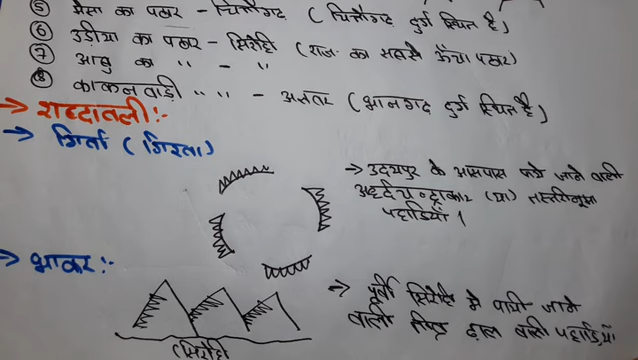 ⑤ मैसा का पठार – चित्तौगढ (चित्तौगढ दुर्ग स्थित है)
⑥ उडीया का पठार – सिरोही (राज. का सबसे ऊँचा पठार)
⑦ आबु का " – "
⑧ काकनवाडी " " – अलवर (भानगढ दुर्ग स्थित है)
→ शब्दावली :-
→ गिर्वा (गिरवा)
→ उदयपुर के आसपास पाये जाने वाली
अर्द्धचन्द्राकार (या) तस्तरीनुमा
पहाडियाँ ।
→ भाकर :-
→ पूर्वी सिरोही मे पायी जाने
वाली तीव्र ढाल वाली पहाडियाँ
सिरोही